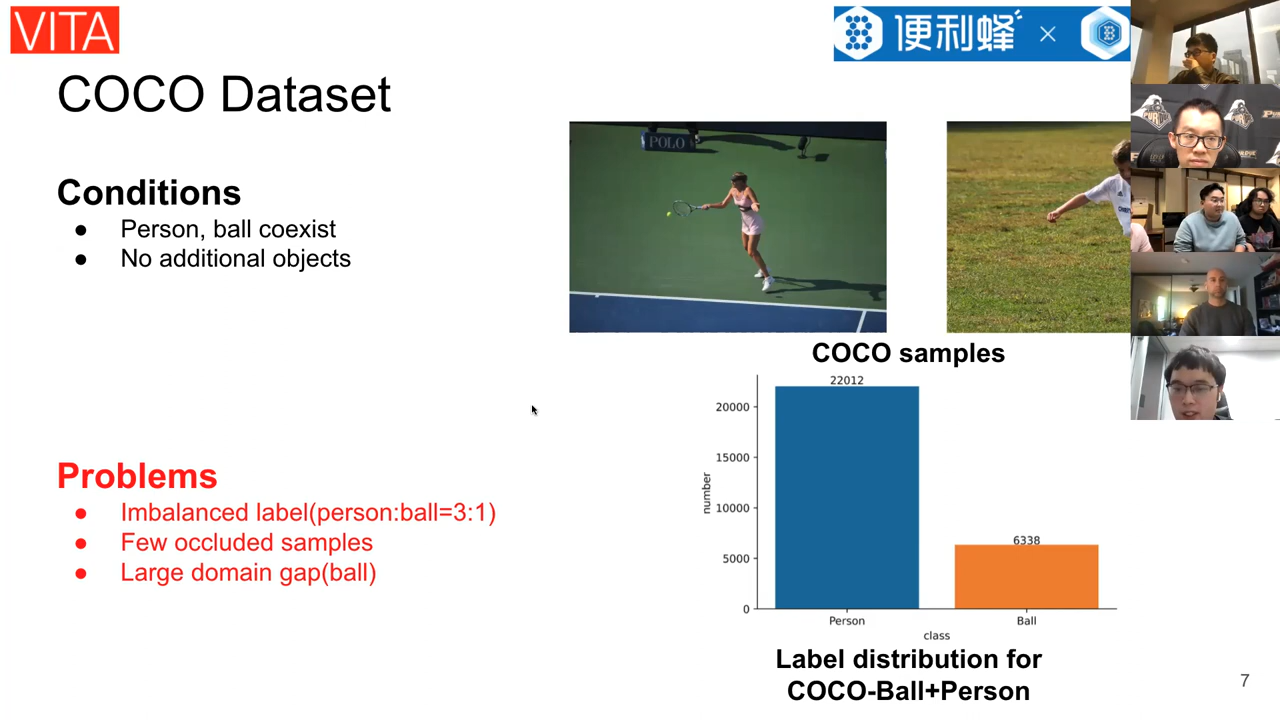 VITA
便利蜂 ×
COCO Dataset
Conditions
● Person, ball coexist
● No additional objects
POLO
COCO samples
Problems
● Imbalanced label(person:ball=3:1)
● Few occluded samples
● Large domain gap(ball)
22012
20000
15000
10000
5000
0
number
6338
Person
Ball
class
Label distribution for
COCO-Ball+Person
7